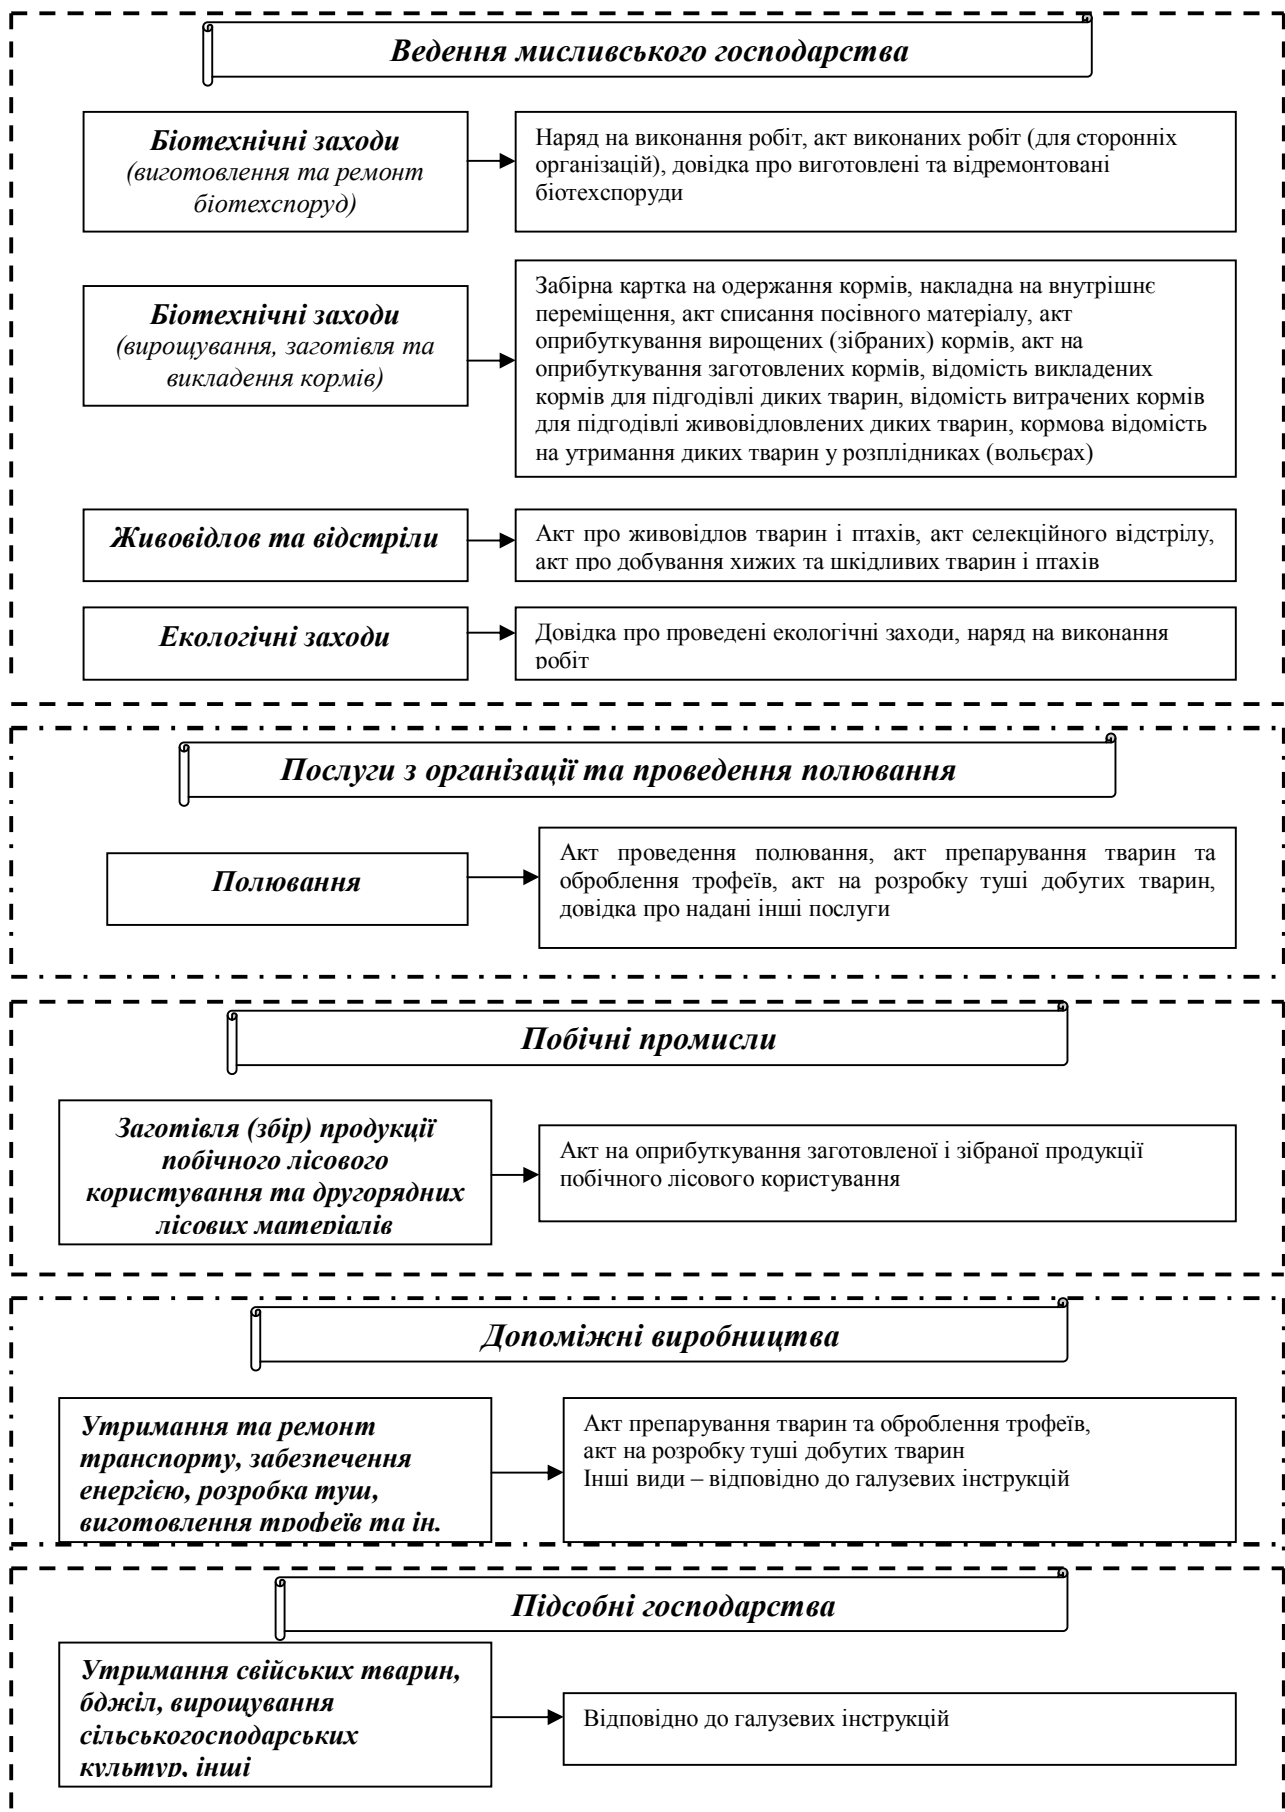 Ведення мисливського господарства
Біотехнічні заходи
(виготовлення та ремонт
біотехспоруд)
Наряд на виконання робіт, акт виконаних робіт (для сторонніх
організацій), довідка про виготовлені та відремонтовані
біотехспоруди
Біотехнічні заходи
(вирощування, заготівля та
викладення кормів)
Забірна картка на одержання кормів, накладна на внутрішнє
переміщення, акт списання посівного матеріалу, акт
оприбуткування вирощених (зібраних) кормів, акт на
оприбуткування заготовлених кормів, відомість викладених
кормів для підгодівлі диких тварин, відомість витрачених кормів
для підгодівлі живовідловлених диких тварин, кормова відомість
на утримання диких тварин у розплідниках (вольєрах)
Живовідлов та відстріли
Акт про живовідлов тварин і птахів, акт селекційного відстрілу,
акт про добування хижих та шкідливих тварин і птахів
Екологічні заходи
Довідка про проведені екологічні заходи, наряд на виконання
робіт
Послуги з організації та проведення полювання
Полювання
Акт проведення полювання, акт препарування тварин та
оброблення трофеїв, акт на розробку туші добутих тварин,
довідка про надані інші послуги
Побічні промисли
Заготівля (збір) продукції
побічного лісового
користування та другорядних
лісових матеріалів
Акт на оприбуткування заготовленої і зібраної продукції
побічного лісового користування
Допоміжні виробництва
Утримання та ремонт
транспорту, забезпечення
енергією, розробка туш,
виготовлення трофеїв та ін.
Акт препарування тварин та оброблення трофеїв,
акт на розробку туші добутих тварин
Інші види – відповідно до галузевих інструкцій
Підсобні господарства
Утримання свійських тварин,
бджіл, вирощування
сільськогосподарських
культур, інші
Відповідно до галузевих інструкцій